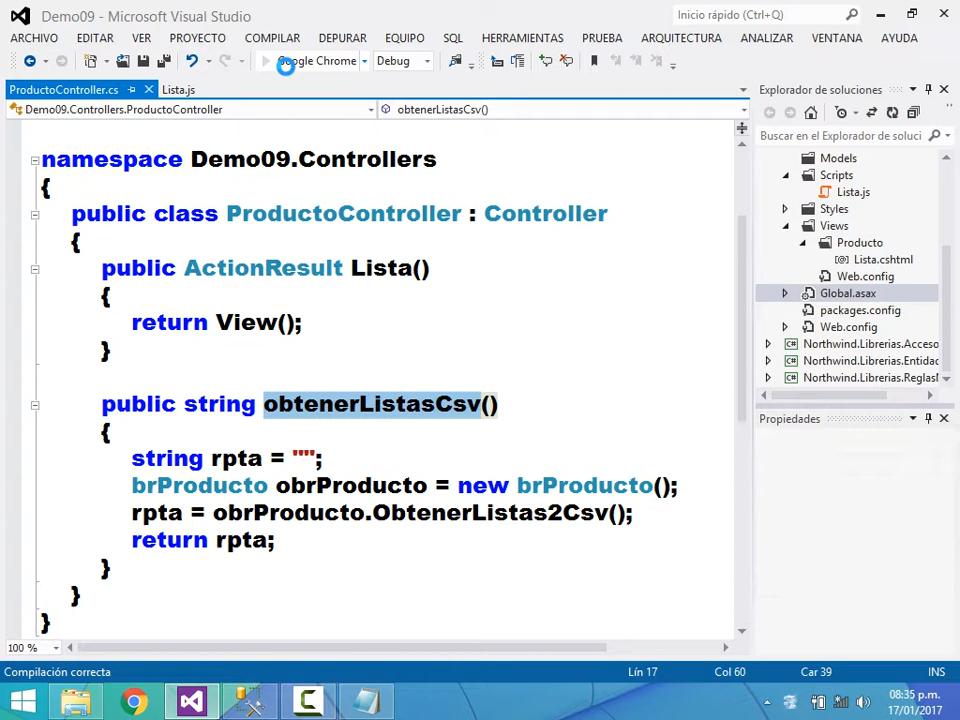 Demo09 - Microsoft Visual Studio
Inicio rápido (Ctrl+Q)
ARCHIVO EDITAR VER PROYECTO COMPILAR DEPURAR EQUIPO SQL HERRAMIENTAS PRUEBA ARQUITECTURA ANALIZAR VENTANA AYUDA
Google Chrome Debug
ProductoController.cs Lista.js
Demo09.Controllers.ProductoController obtenerListasCsv()
namespace Demo09.Controllers
{
public class ProductoController : Controller
{
public ActionResult Lista()
{
return View();
}
public string obtenerListasCsv()
{
string rpta = "";
brProducto obrProducto = new brProducto();
rpta = obrProducto.ObtenerListas2Csv();
return rpta;
}
}
}
100 %
Explorador de soluciones
Buscar en el Explorador de soluci
Models
Scripts
Lista.js
Styles
Views
Producto
Lista.cshtml
Web.config
Global.asax
packages.config
Web.config
Northwind.Librerias.Acceso
Northwind.Librerias.Entidad
Northwind.Librerias.ReglasN
Propiedades
Compilación correcta Lín 17 Col 60 Car 39 INS
08:35 p.m.
17/01/2017